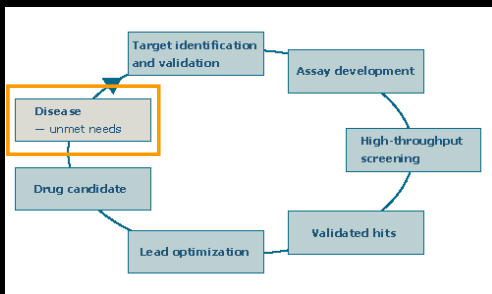 Target identification
and validation
Assay development
High-throughput
screening
Validated hits
Lead optimization
Drug candidate
Disease
— unmet needs